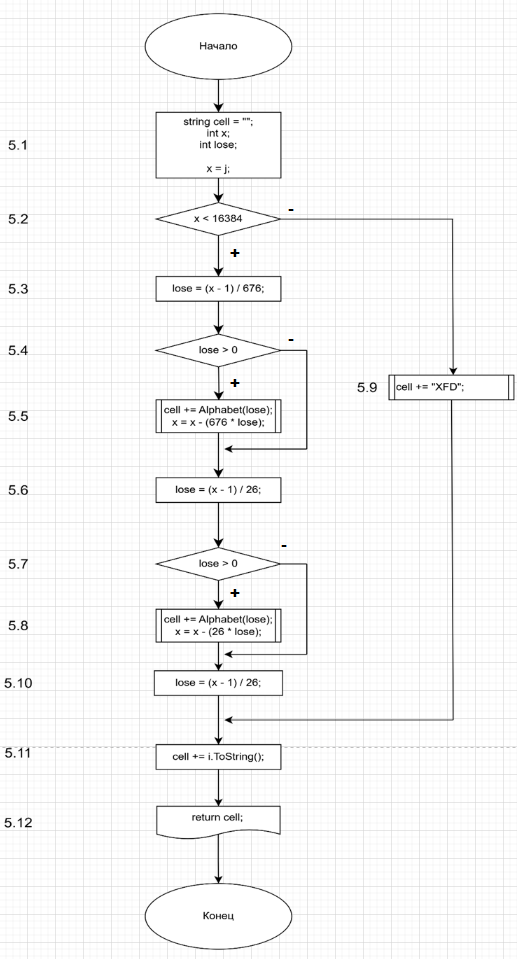 Начало
5.1
string cell = "";
int x;
int lose;
x = j;
5.2
x < 16384
-
+
5.3
lose = (x - 1) / 676;
5.4
lose > 0
-
+
5.5
cell += Alphabet(lose);
x = x - (676 * lose);
5.9
cell += "XFD";
5.6
lose = (x - 1) / 26;
5.7
lose > 0
-
+
5.8
cell += Alphabet(lose);
x = x - (26 * lose);
5.10
lose = (x - 1) / 26;
5.11
cell += i.ToString();
5.12
return cell;
Конец